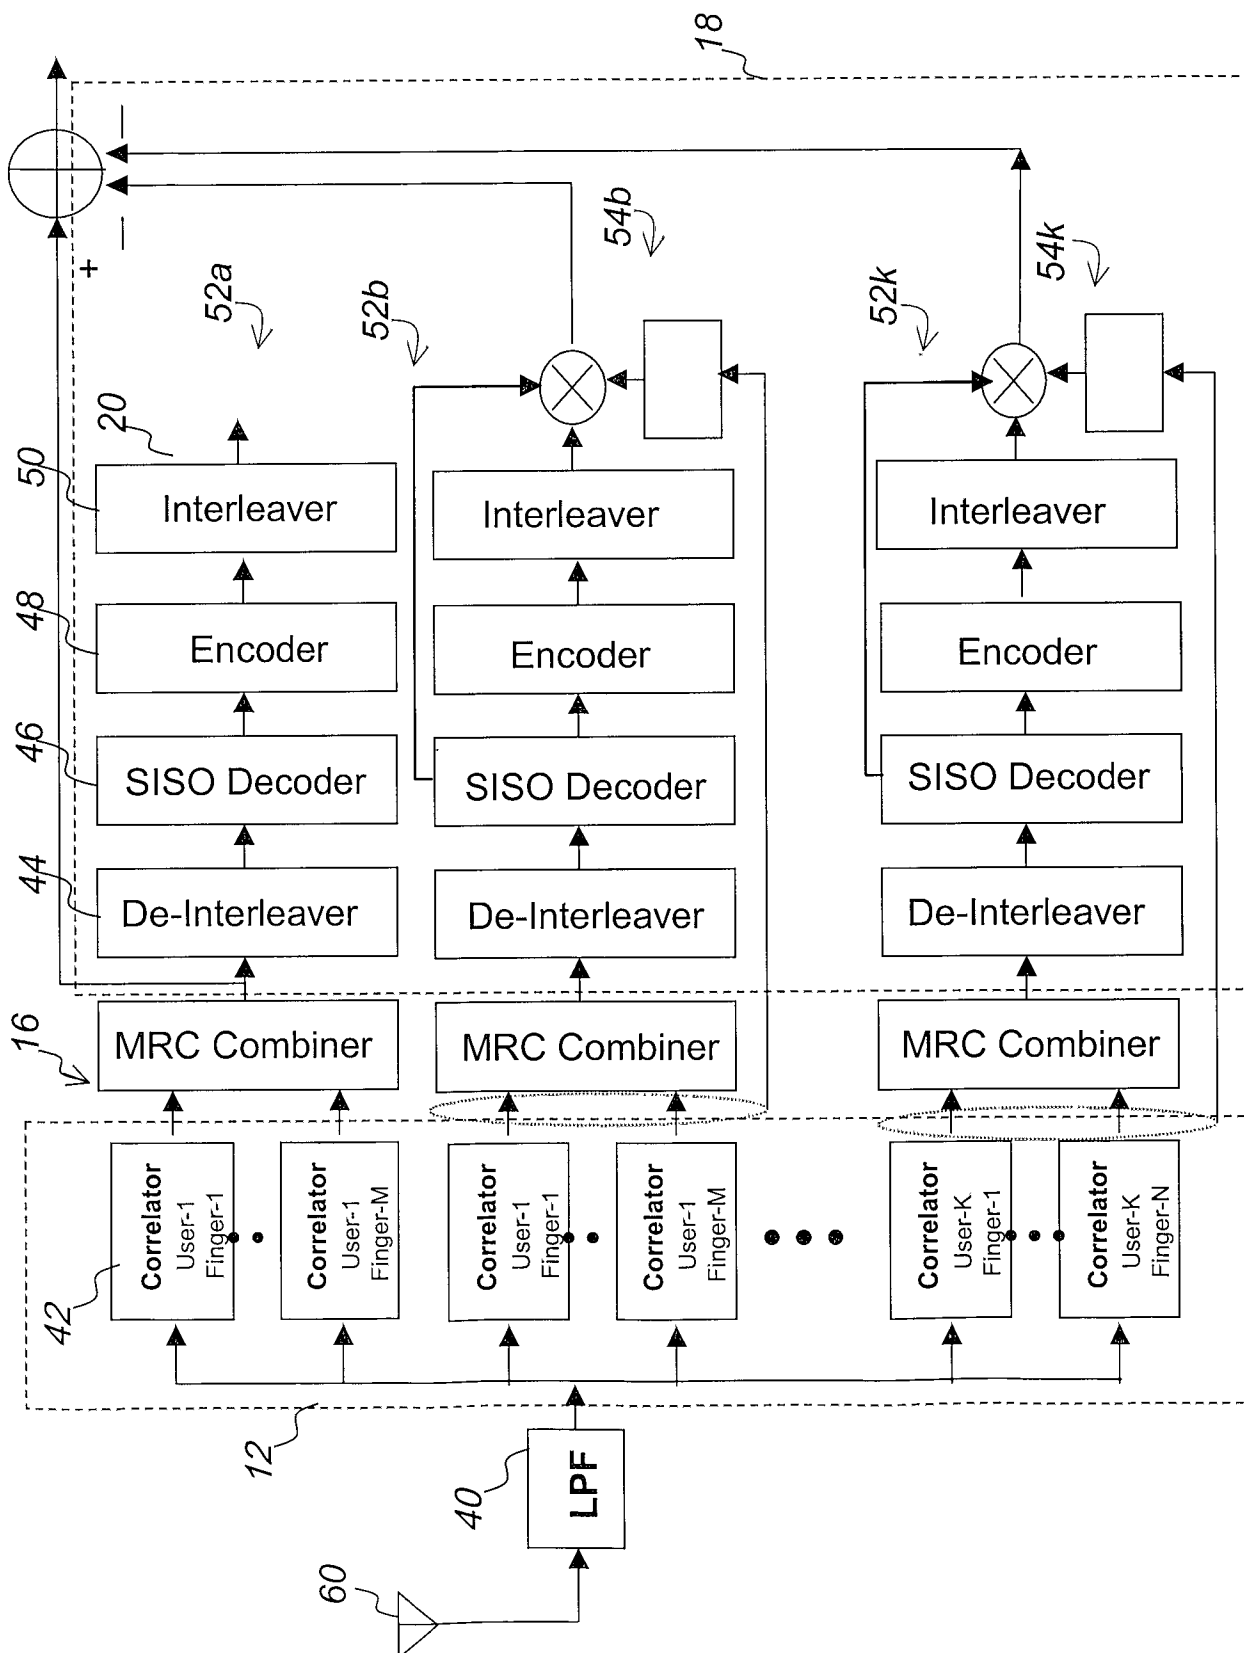 18
+
—
—
52a
52b
54b
52k
54k
20
50
Interleaver
Interleaver
Interleaver
48
Encoder
Encoder
Encoder
46
SISO Decoder
SISO Decoder
SISO Decoder
44
De-Interleaver
De-Interleaver
De-Interleaver
16
MRC Combiner
MRC Combiner
MRC Combiner
42
Correlator
User-1
Finger-1
Correlator
User-1
Finger-M
Correlator
User-1
Finger-1
Correlator
User-1
Finger-M
Correlator
User-K
Finger-1
Correlator
User-K
Finger-N
12
40
LPF
60